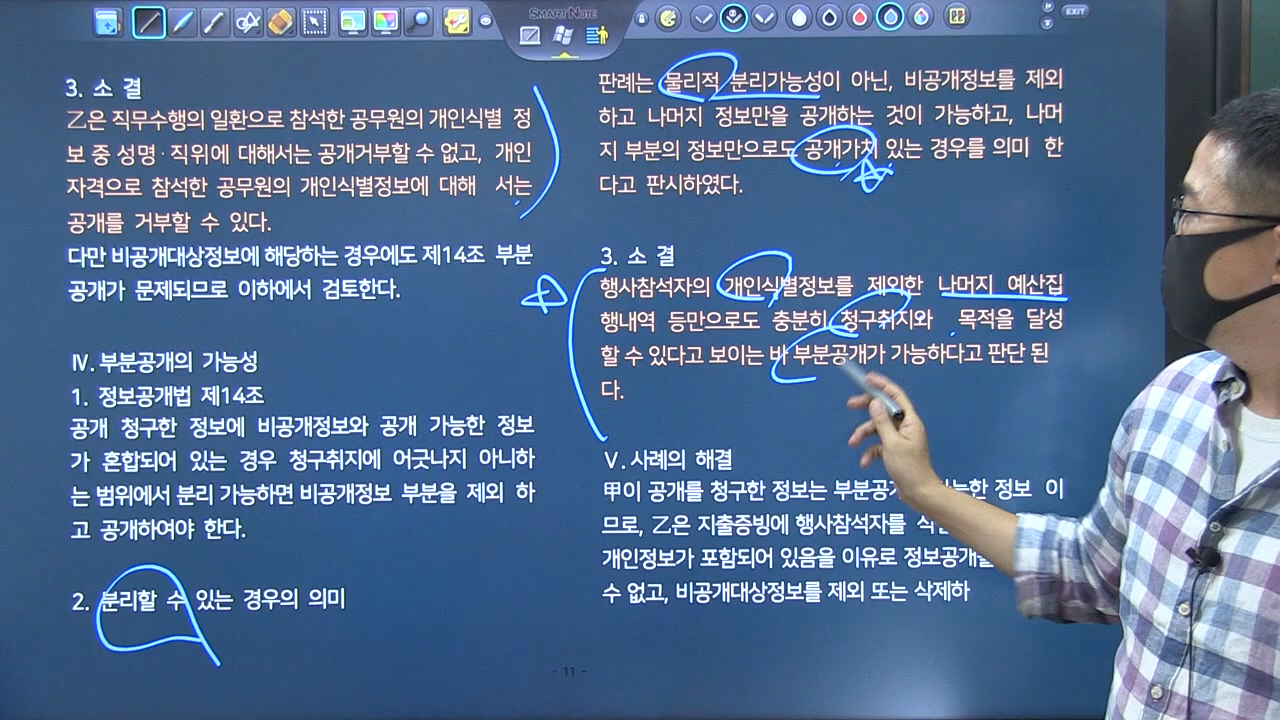 SMARTNOTE
EXIT
3. 소 결
乙은 직무수행의 일환으로 참석한 공무원의 개인식별 정
보 중 성명·직위에 대해서는 공개거부할 수 없고, 개인
자격으로 참석한 공무원의 개인식별정보에 대해 서는
공개를 거부할 수 있다.
다만 비공개대상정보에 해당하는 경우에도 제14조 부분
공개가 문제되므로 이하에서 검토한다.
Ⅳ. 부분공개의 가능성
1. 정보공개법 제14조
공개 청구한 정보에 비공개정보와 공개 가능한 정보
가 혼합되어 있는 경우 청구취지에 어긋나지 아니하
는 범위에서 분리 가능하면 비공개정보 부분을 제외 하
고 공개하여야 한다.
2. 분리할 수 있는 경우의 의미
판례는 물리적 분리가능성이 아닌, 비공개정보를 제외
하고 나머지 정보만을 공개하는 것이 가능하고, 나머
지 부분의 정보만으로도 공개가치 있는 경우를 의미 한
다고 판시하였다.
3. 소 결
행사참석자의 개인식별정보를 제외한 나머지 예산집
행내역 등만으로도 충분히 청구취지와 목적을 달성
할 수 있다고 보이는 바 부분공개가 가능하다고 판단 된
다.
Ⅴ. 사례의 해결
甲이 공개를 청구한 정보는 정보 이
므로, 乙은 지출증빙에 행사참석자를
개인정보가 포함되어 있음을 이유로
수 없고, 비공개대상정보를 제외 또는 삭제하
- 11 -